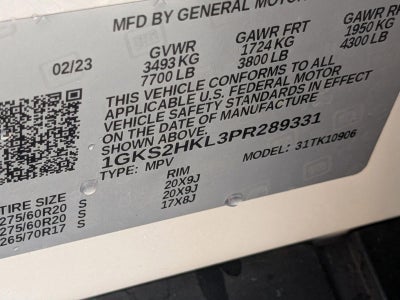 MFD BY GENERAL MOTOR
02/23 GVWR GAWR FRT GAWR RR
3493 KG 1724 KG 1950 KG
7700 LB 3800 LB 4300 LB
THIS VEHICLE CONFORMS TO ALL
APPLICABLE U.S. FEDERAL MOTOR
VEHICLE SAFETY STANDARDS IN EFFECT
ON THE DATE OF MANUFACTURE
SHOWN ABOVE.
1GKS2HKL3PR289331
TYPE: MPV MODEL: 31TK10906
TIRE SIZE RIM
275/60R20 S 20X9J
275/60R20 S 20X9J
265/70R17 S 17X8J